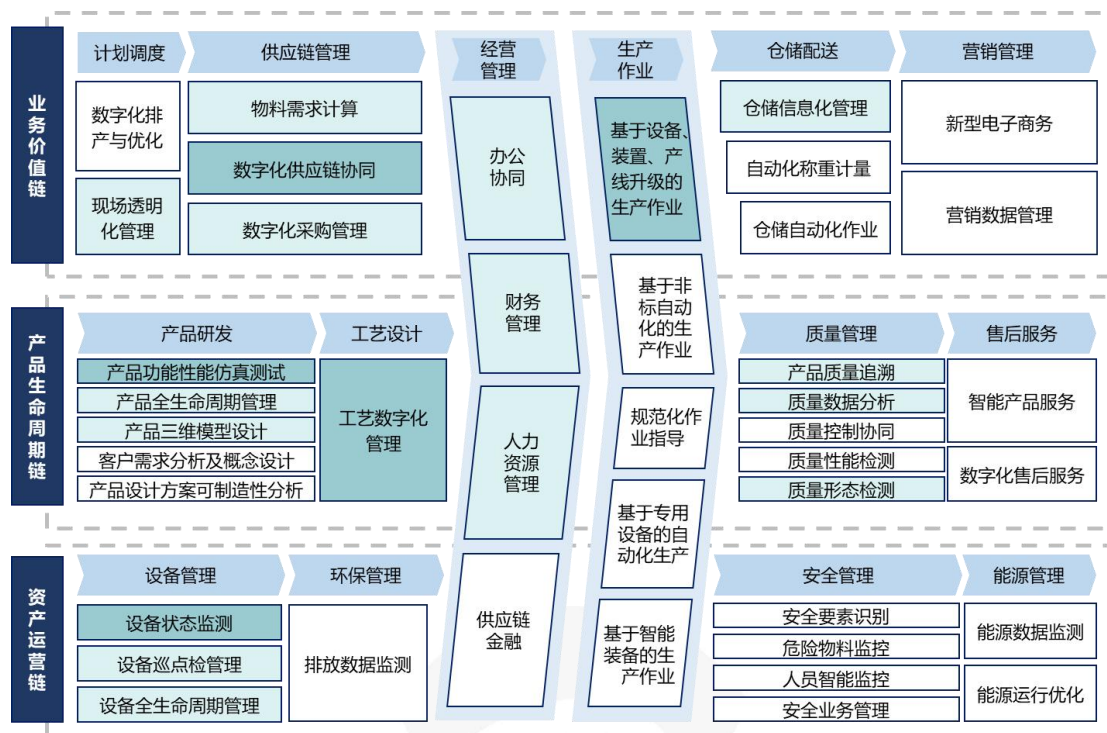 业务价值链
计划调度
数字化排
产与优化
现场透明
化管理
供应链管理
物料需求计算
数字化供应链协同
数字化采购管理
经营
管理
办公
协同
财务
管理
人力
资源
管理
供应链
金融
生产
作业
基于设备、
装置、产
线升级的
生产作业
基于非
标自动
化的生
产作业
规范化作
业指导
基于专用
设备的自
动化生产
基于智能
装备的生
产作业
仓储配送
仓储信息化管理
自动化称重计量
仓储自动化作业
营销管理
新型电子商务
营销数据管理
产品生命周期链
产品研发
产品功能性能仿真测试
产品全生命周期管理
产品三维模型设计
客户需求分析及概念设计
产品设计方案可制造性分析
工艺设计
工艺数字化
管理
质量管理
产品质量追溯
质量数据分析
质量控制协同
质量性能检测
质量形态检测
售后服务
智能产品服务
数字化售后服务
资产运营链
设备管理
设备状态监测
设备巡点检管理
设备全生命周期管理
环保管理
排放数据监测
安全管理
安全要素识别
危险物料监控
人员智能监控
安全业务管理
能源管理
能源数据监测
能源运行优化